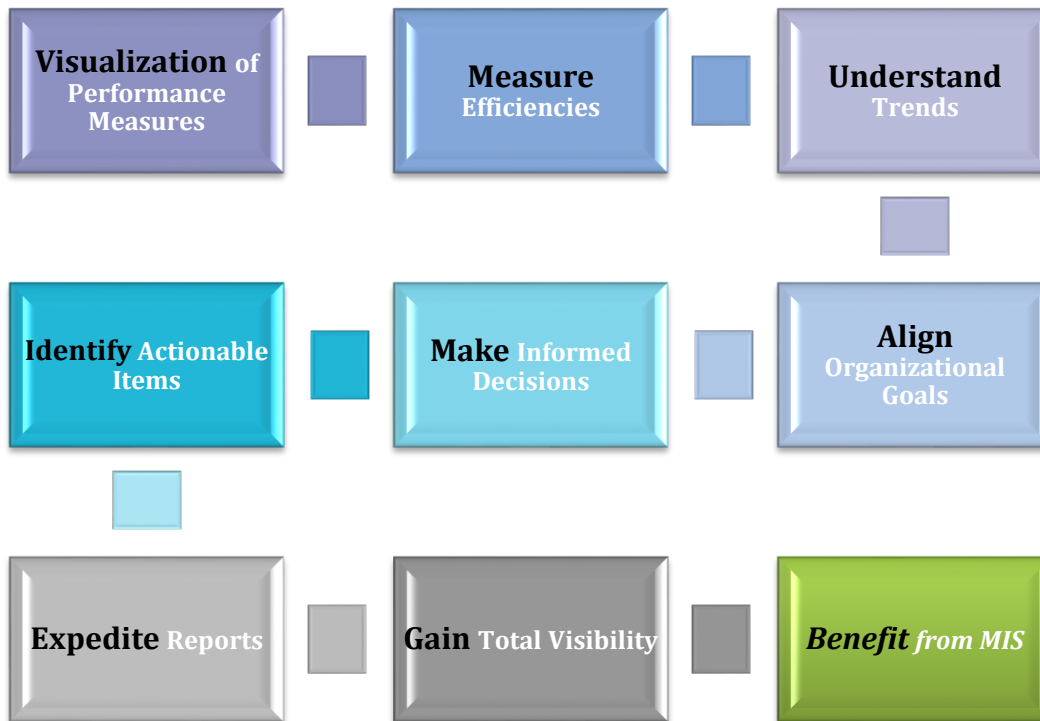 Visualization of
Performance
Measures
Measure
Efficiencies
Understand
Trends
Identify Actionable
Items
Make Informed
Decisions
Align
Organizational
Goals
Expedite Reports
Gain Total Visibility
Benefit from MIS